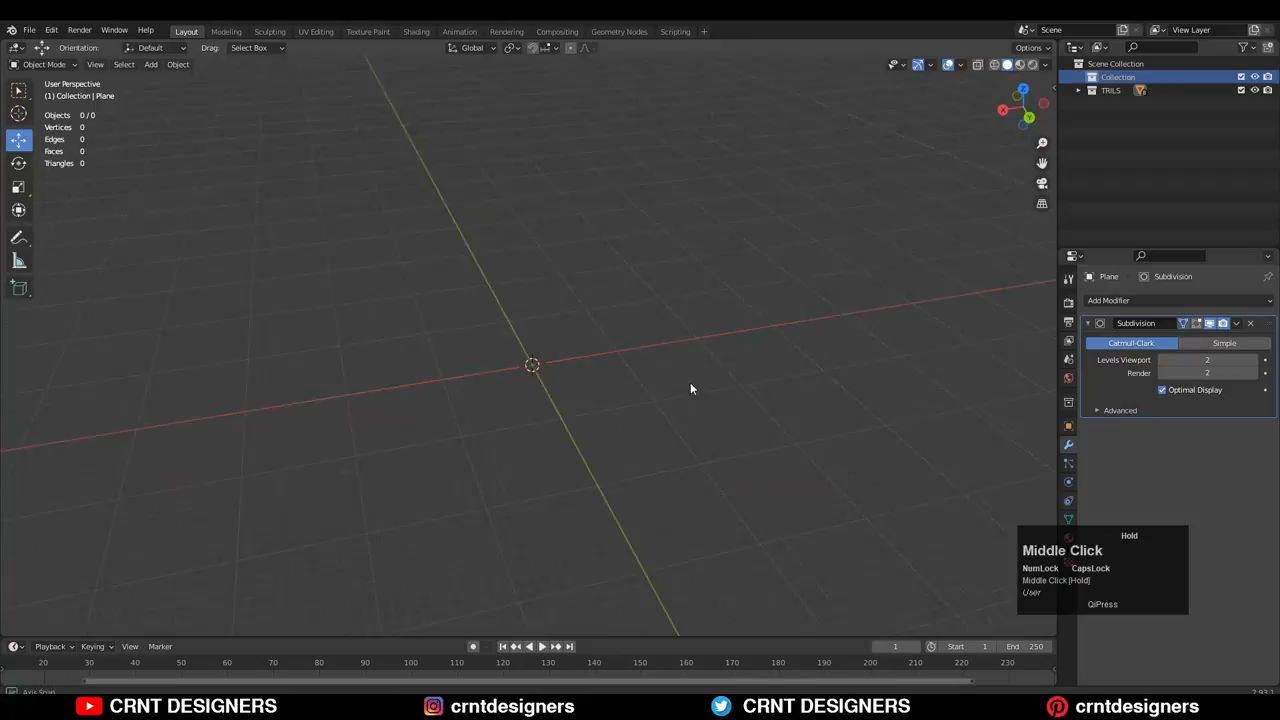 File Edit Render Window Help
Layout Modeling Sculpting UV Editing Texture Paint Shading Animation Rendering Compositing Geometry Nodes Scripting +
Scene
View Layer
Orientation: Default Drag: Select Box
Global
Options
Object Mode View Select Add Object
User Perspective
(1) Collection | Plane
Objects 0 / 0
Vertices 0
Edges 0
Faces 0
Triangles 0
X
Y
Z
Scene Collection
Collection
TRILS
Plane Subdivision
Add Modifier
Subdivision
Catmull-Clark Simple
Levels Viewport 2
Render 2
Optimal Display
Advanced
Hold
Middle Click
NumLock CapsLock
Middle Click [Hold]
User
QiPress
Playback Keying View Marker
1 Start 1 End 250
20 30 40 50 60 70 80 90 100 110 120 130 140 150 160 170 180 190 200 210 220 230
CRNT DESIGNERS crntdesigners CRNT DESIGNERS crntdesigners